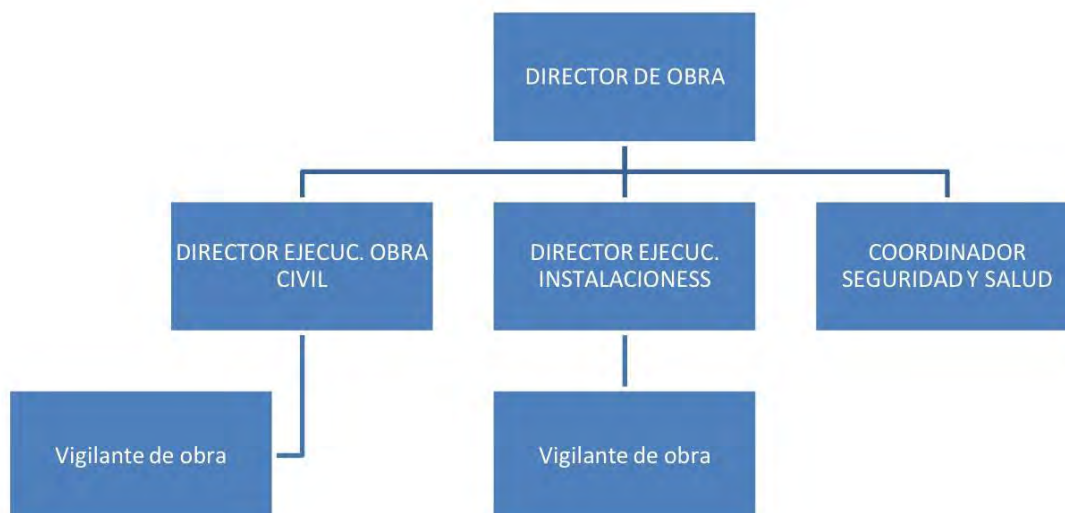 DIRECTOR DE OBRA
DIRECTOR EJECUC. OBRA
CIVIL
DIRECTOR EJECUC.
INSTALACIONESS
COORDINADOR
SEGURIDAD Y SALUD
Vigilante de obra
Vigilante de obra